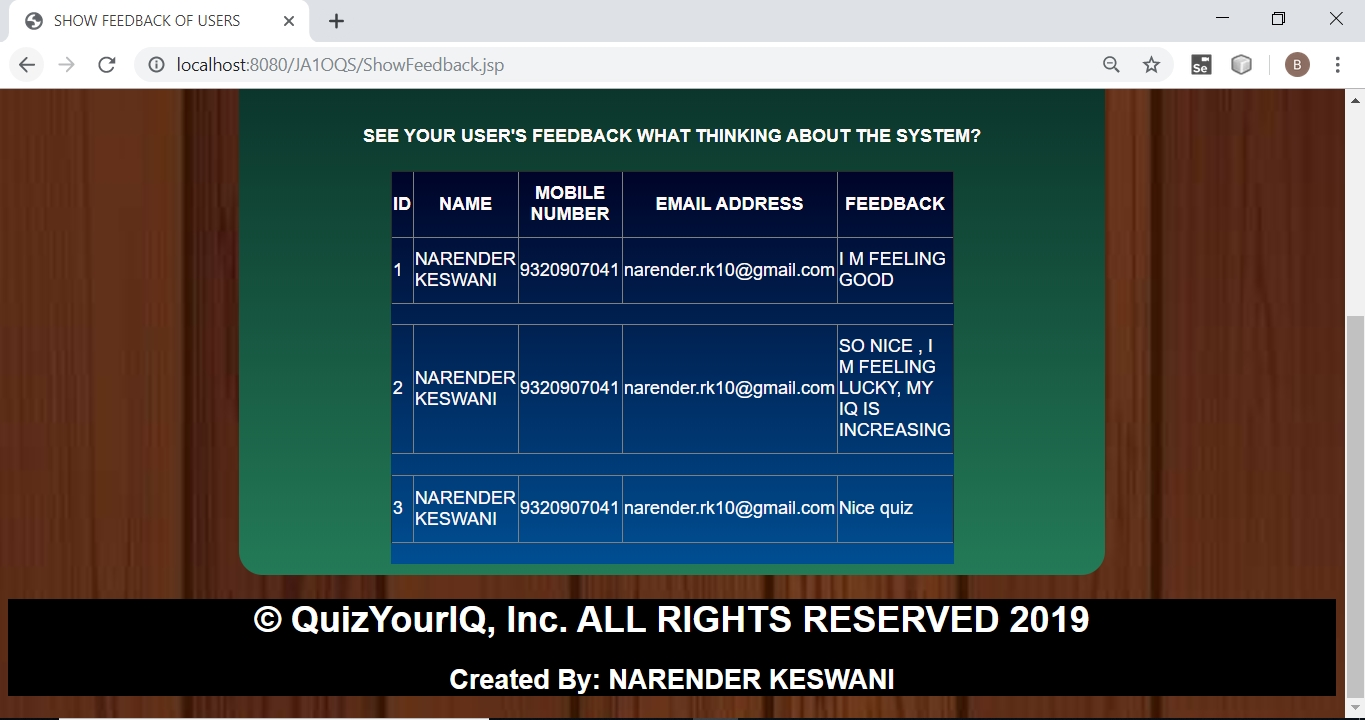 SHOW FEEDBACK OF USERS
localhost:8080/JA1OQS/ShowFeedback.jsp
Se
B
SEE YOUR USER'S FEEDBACK WHAT THINKING ABOUT THE SYSTEM?
ID NAME MOBILE NUMBER EMAIL ADDRESS FEEDBACK
1 NARENDER KESWANI 9320907041 narender.rk10@gmail.com I M FEELING GOOD
2 NARENDER KESWANI 9320907041 narender.rk10@gmail.com SO NICE , I M FEELING LUCKY, MY IQ IS INCREASING
3 NARENDER KESWANI 9320907041 narender.rk10@gmail.com Nice quiz
© QuizYourIQ, Inc. ALL RIGHTS RESERVED 2019
Created By: NARENDER KESWANI